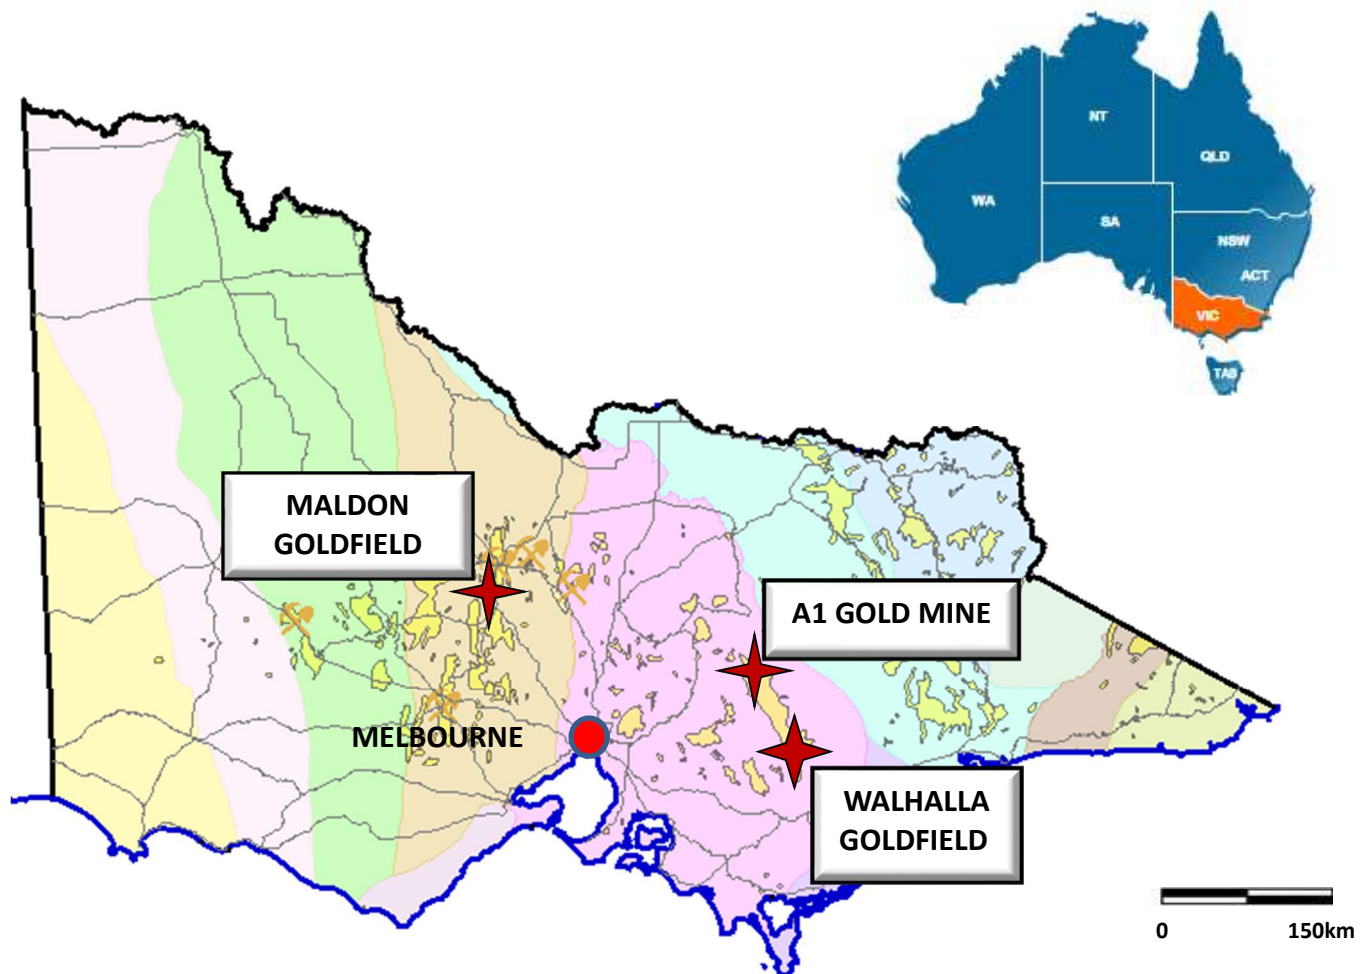 NT
QLD
WA
SA
NSW
ACT
VIC
TAS
MALDON
GOLDFIELD
A1 GOLD MINE
MELBOURNE
WALHALLA
GOLDFIELD
0
150km